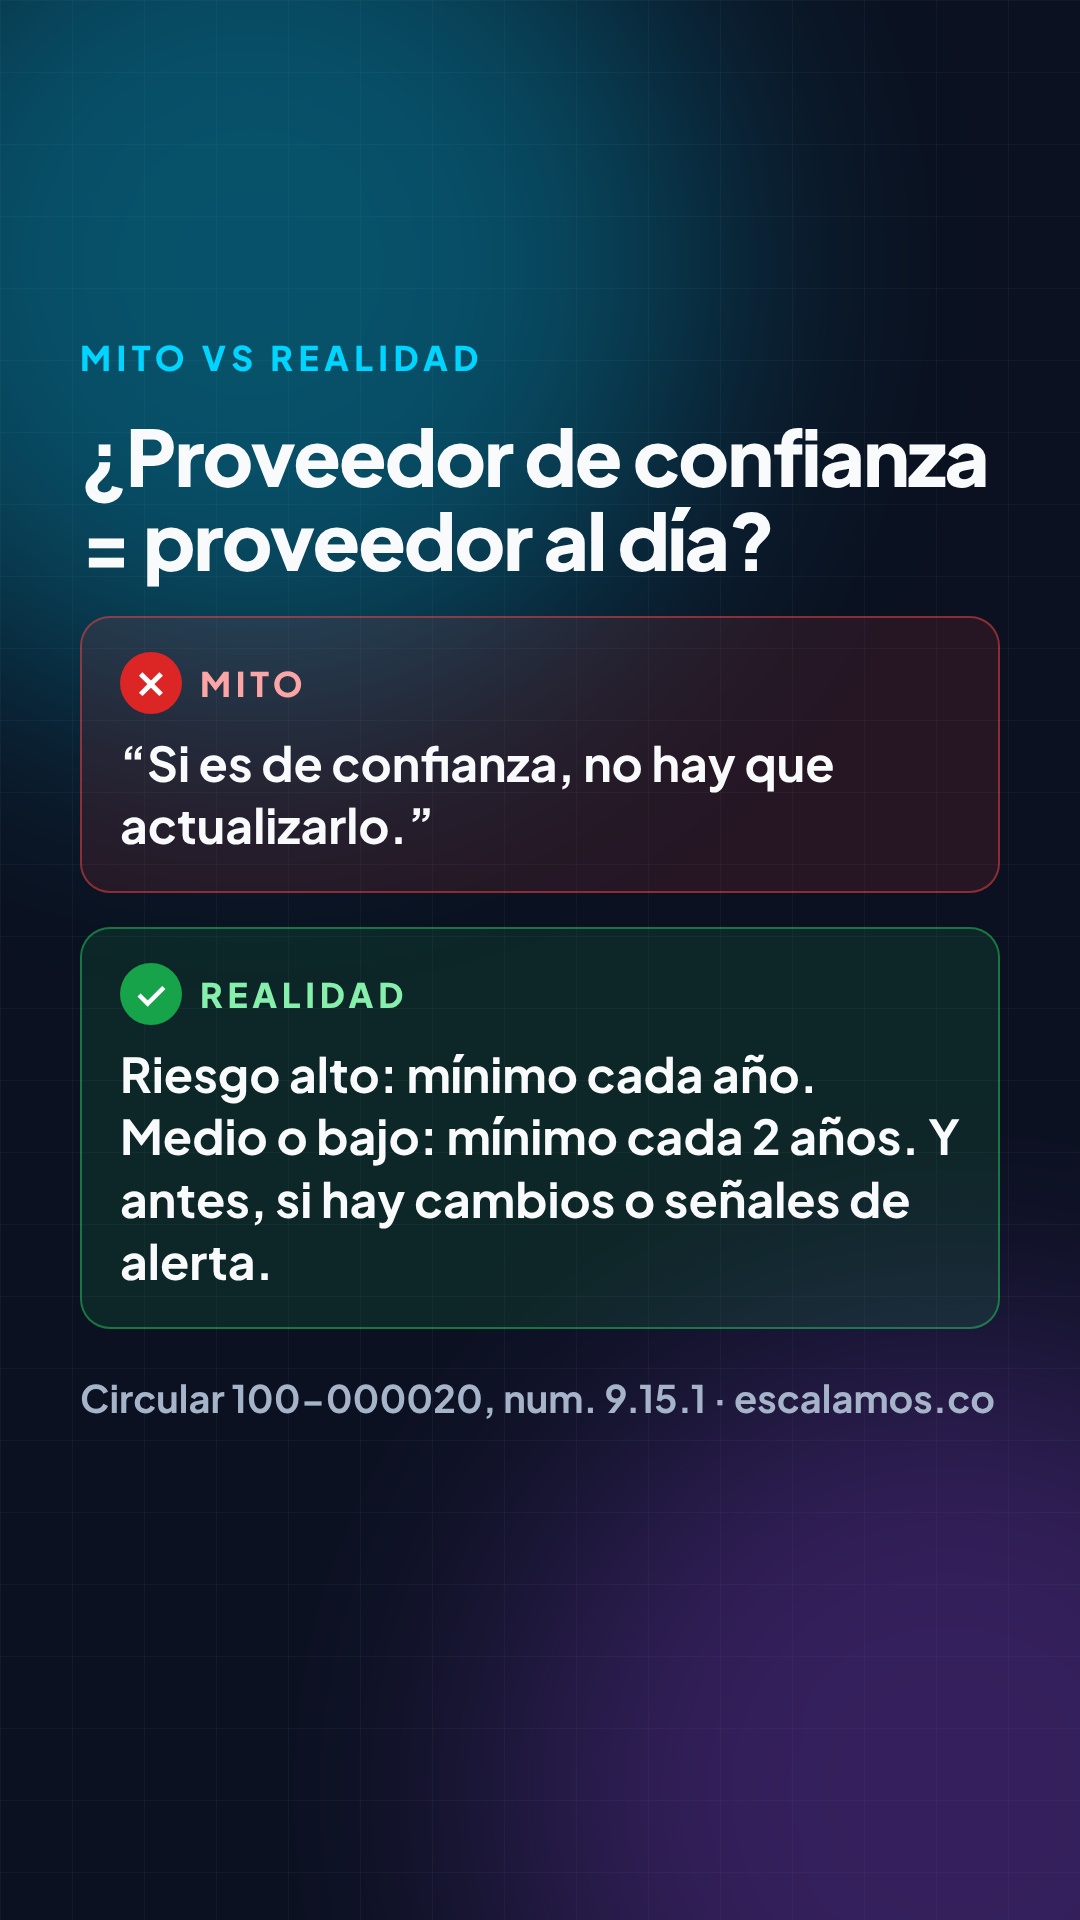 MITO VS REALIDAD
¿Proveedor de confianza
= proveedor al día?
MITO
“Si es de confianza, no hay que
actualizarlo.”
REALIDAD
Riesgo alto: mínimo cada año.
Medio o bajo: mínimo cada 2 años. Y
antes, si hay cambios o señales de
alerta.
Circular 100-000020, num. 9.15.1 · escalamos.co